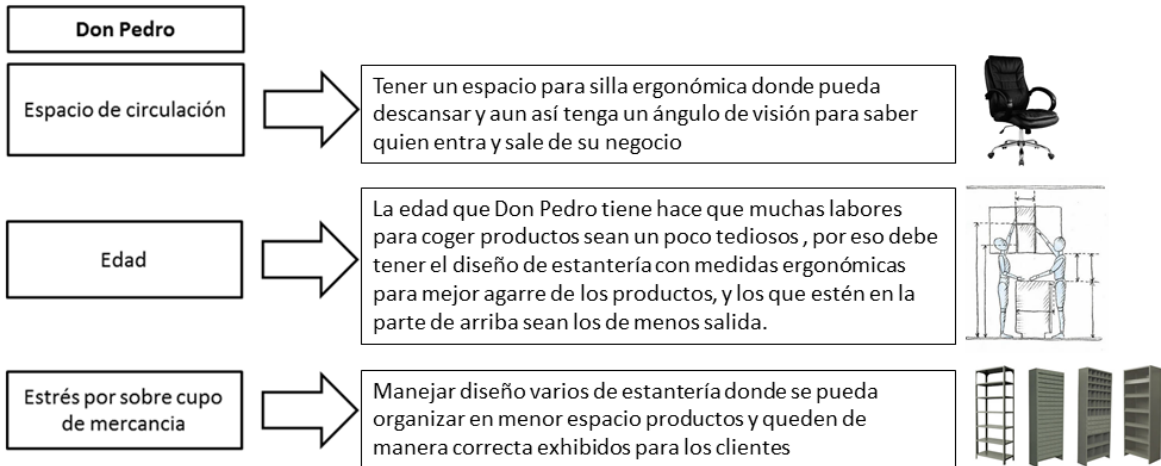 Don Pedro
Espacio de circulación
Tener un espacio para silla ergonómica donde pueda
descansar y aun así tenga un ángulo de visión para saber
quien entra y sale de su negocio
Edad
La edad que Don Pedro tiene hace que muchas labores
para coger productos sean un poco tediosos , por eso debe
tener el diseño de estantería con medidas ergonómicas
para mejor agarre de los productos, y los que estén en la
parte de arriba sean los de menos salida.
Estrés por sobre cupo
de mercancia
Manejar diseño varios de estantería donde se pueda
organizar en menor espacio productos y queden de
manera correcta exhibidos para los clientes